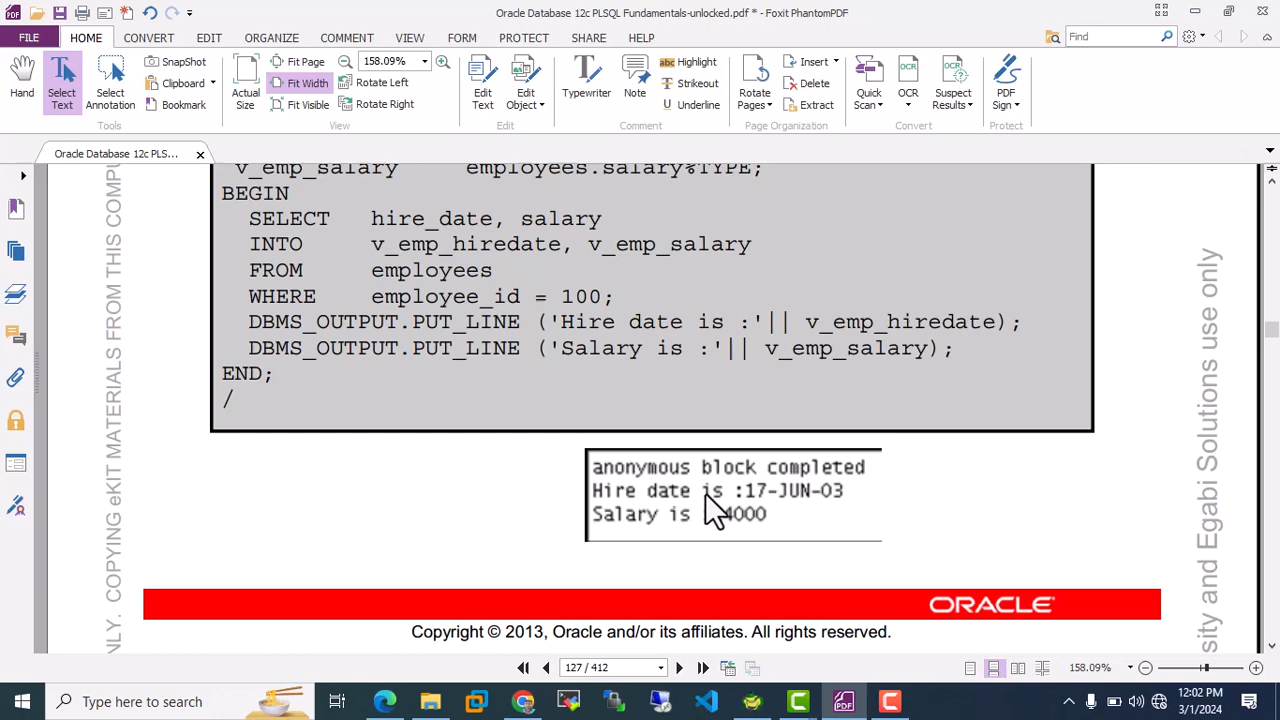 Oracle Database 12c PLSQL Fundamentals-unlocked.pdf * - Foxit PhantomPDF
FILE HOME CONVERT EDIT ORGANIZE COMMENT VIEW FORM PROTECT SHARE HELP Find
Hand
Select Text
Select Annotation
SnapShot
Clipboard
Bookmark
Tools
Actual Size
Fit Page
Fit Width
Fit Visible
158.09%
Rotate Left
Rotate Right
View
Edit Text
Edit Object
Edit
Typewriter
Note
Highlight
Strikeout
Underline
Comment
Rotate Pages
Insert
Delete
Extract
Page Organization
Quick Scan
OCR
Suspect Results
Convert
PDF Sign
Protect
Oracle Database 12c PLS...
v_emp_salary employees.salary%TYPE;
BEGIN
SELECT hire_date, salary
INTO v_emp_hiredate, v_emp_salary
FROM employees
WHERE employee_id = 100;
DBMS_OUTPUT.PUT_LINE ('Hire date is :'|| v_emp_hiredate);
DBMS_OUTPUT.PUT_LINE ('Salary is :'|| v_emp_salary);
END;
/
anonymous block completed
Hire date is :17-JUN-03
Salary is 4000
ORACLE
Copyright © 2013, Oracle and/or its affiliates. All rights reserved.
ONLY. COPYING eKIT MATERIALS FROM THIS COMPU
sity and Egabi Solutions use only
127 / 412
158.09%
Type here to search
12:02 PM
3/1/2024